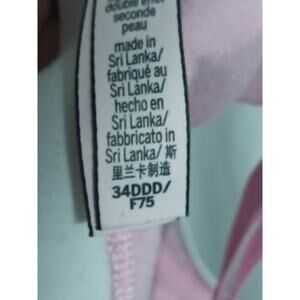 double effet
seconde
peau
made in
Sri Lanka/
fabriqué au
Sri Lanka/
hecho en
Sri Lanka/
fabbricato in
Sri Lanka/ 斯
里兰卡制造
34DDD/
F75